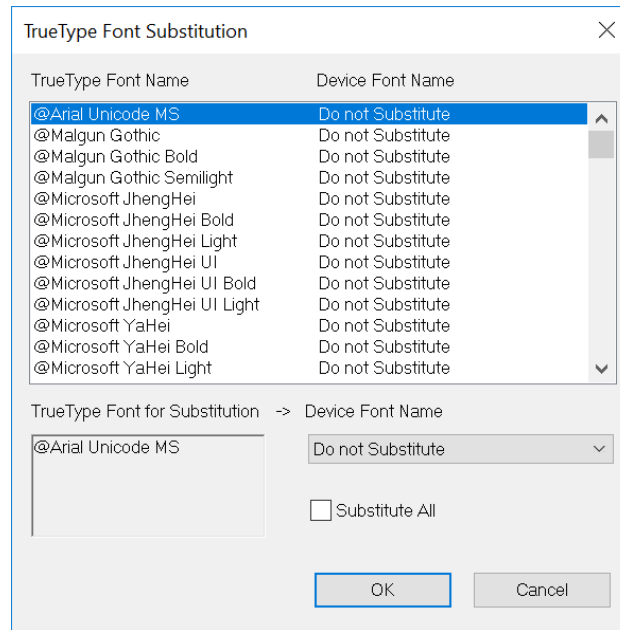 TrueType Font Substitution
TrueType Font Name Device Font Name
@Arial Unicode MS Do not Substitute
@Malgun Gothic Do not Substitute
@Malgun Gothic Bold Do not Substitute
@Malgun Gothic Semilight Do not Substitute
@Microsoft JhengHei Do not Substitute
@Microsoft JhengHei Bold Do not Substitute
@Microsoft JhengHei Light Do not Substitute
@Microsoft JhengHei UI Do not Substitute
@Microsoft JhengHei UI Bold Do not Substitute
@Microsoft JhengHei UI Light Do not Substitute
@Microsoft YaHei Do not Substitute
@Microsoft YaHei Bold Do not Substitute
@Microsoft YaHei Light Do not Substitute
TrueType Font for Substitution -> Device Font Name
@Arial Unicode MS Do not Substitute
Substitute All
OK Cancel